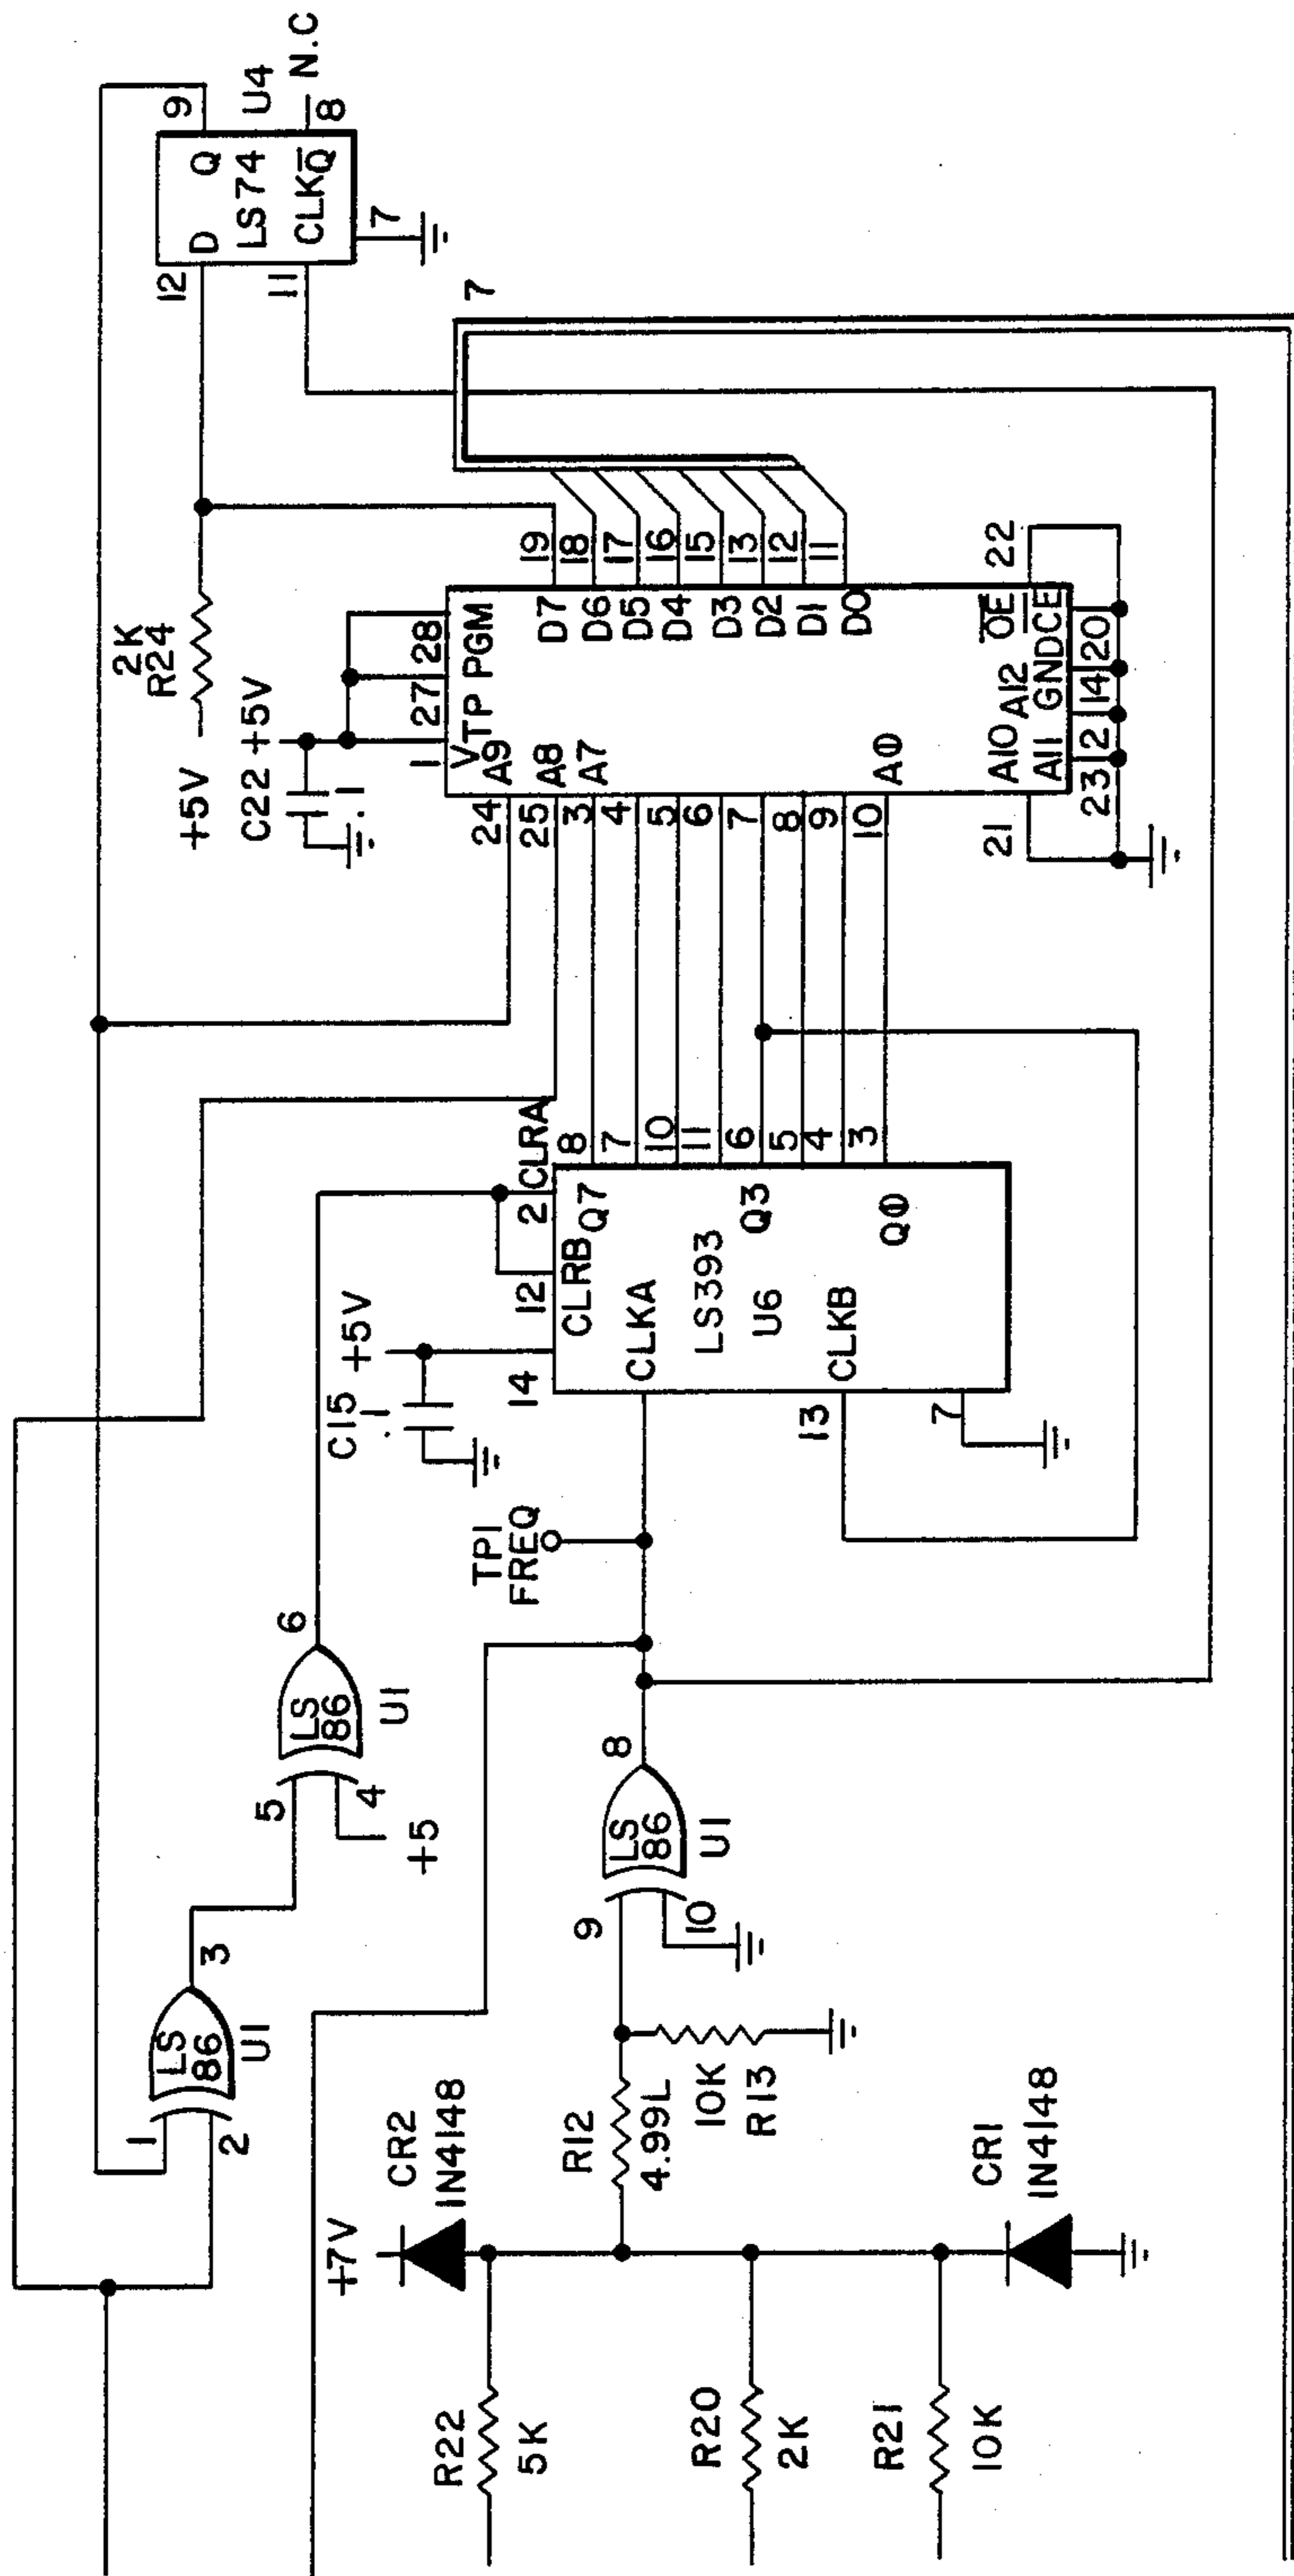 9
Q
U4
N.C
D
LS74
CLK
Q
8
12
11
7
7
2K
R24
+5V
C22
+5V
.1
1
27
28
V
TP
PGM
24
A9
25
A8
3
A7
4
5
6
7
8
9
10
A0
19
D7
18
D6
17
D5
16
D4
15
D3
13
D2
12
D1
11
D0
22
OE
CE
20
GND
14
A12
2
A11
23
A10
21
CLRA
2
CLRB
12
Q7
8
7
10
11
6
Q3
5
4
3
Q0
+5V
C15
.1
14
CLKA
LS393
U6
CLKB
13
7
TP1
FREQ
6
LS
86
U1
5
4
+5
3
LS
86
U1
1
2
8
LS
86
U1
9
10
R12
4.99L
10K
R13
+7V
CR2
1N4148
CR1
1N4148
R22
5K
R20
2K
R21
10K